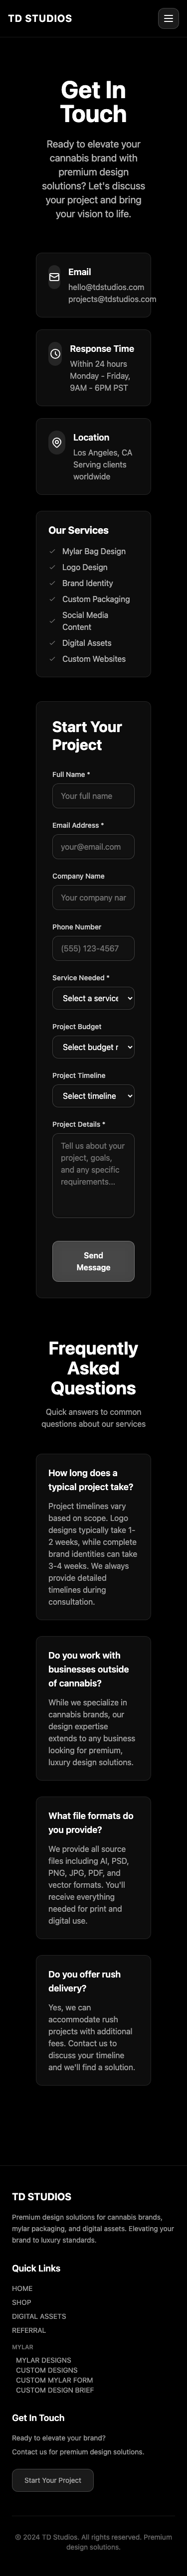 TD STUDIOS
Get In
Touch
Ready to elevate your
cannabis brand with
premium design
solutions? Let's discuss
your project and bring
your vision to life.
Email
hello@tdstudios.com
projects@tdstudios.com
Response Time
Within 24 hours
Monday - Friday,
9AM - 6PM PST
Location
Los Angeles, CA
Serving clients
worldwide
Our Services
Mylar Bag Design
Logo Design
Brand Identity
Custom Packaging
Social Media
Content
Digital Assets
Custom Websites
Start Your
Project
Full Name *
Your full name
Email Address *
your@email.com
Company Name
Your company nar
Phone Number
(555) 123-4567
Service Needed *
Select a service
Project Budget
Select budget r
Project Timeline
Select timeline
Project Details *
Tell us about your
project, goals,
and any specific
requirements...
Send
Message
Frequently
Asked
Questions
Quick answers to common
questions about our services
How long does a
typical project take?
Project timelines vary
based on scope. Logo
designs typically take 1-
2 weeks, while complete
brand identities can take
3-4 weeks. We always
provide detailed
timelines during
consultation.
Do you work with
businesses outside
of cannabis?
While we specialize in
cannabis brands, our
design expertise
extends to any business
looking for premium,
luxury design solutions.
What file formats do
you provide?
We provide all source
files including AI, PSD,
PNG, JPG, PDF, and
vector formats. You'll
receive everything
needed for print and
digital use.
Do you offer rush
delivery?
Yes, we can
accommodate rush
projects with additional
fees. Contact us to
discuss your timeline
and we'll find a solution.
TD STUDIOS
Premium design solutions for cannabis brands,
mylar packaging, and digital assets. Elevating your
brand to luxury standards.
Quick Links
HOME
SHOP
DIGITAL ASSETS
REFERRAL
MYLAR
MYLAR DESIGNS
CUSTOM DESIGNS
CUSTOM MYLAR FORM
CUSTOM DESIGN BRIEF
Get In Touch
Ready to elevate your brand?
Contact us for premium design solutions.
Start Your Project
© 2024 TD Studios. All rights reserved. Premium
design solutions.